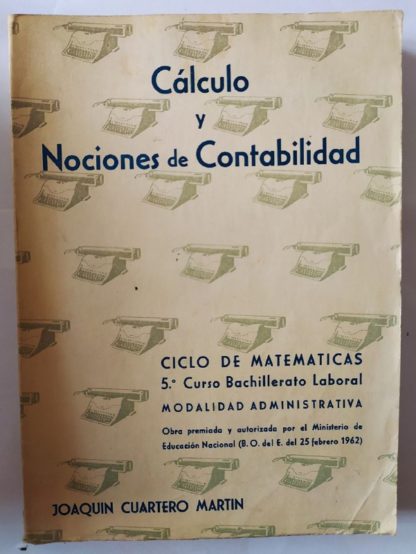 Cálculo
y
Nociones de Contabilidad
CICLO DE MATEMATICAS
5.º Curso Bachillerato Laboral
MODALIDAD ADMINISTRATIVA
Obra premiada y autorizada por el Ministerio de
Educación Nacional (B. O. del E. del 25 febrero 1962)
JOAQUIN CUARTERO MARTIN